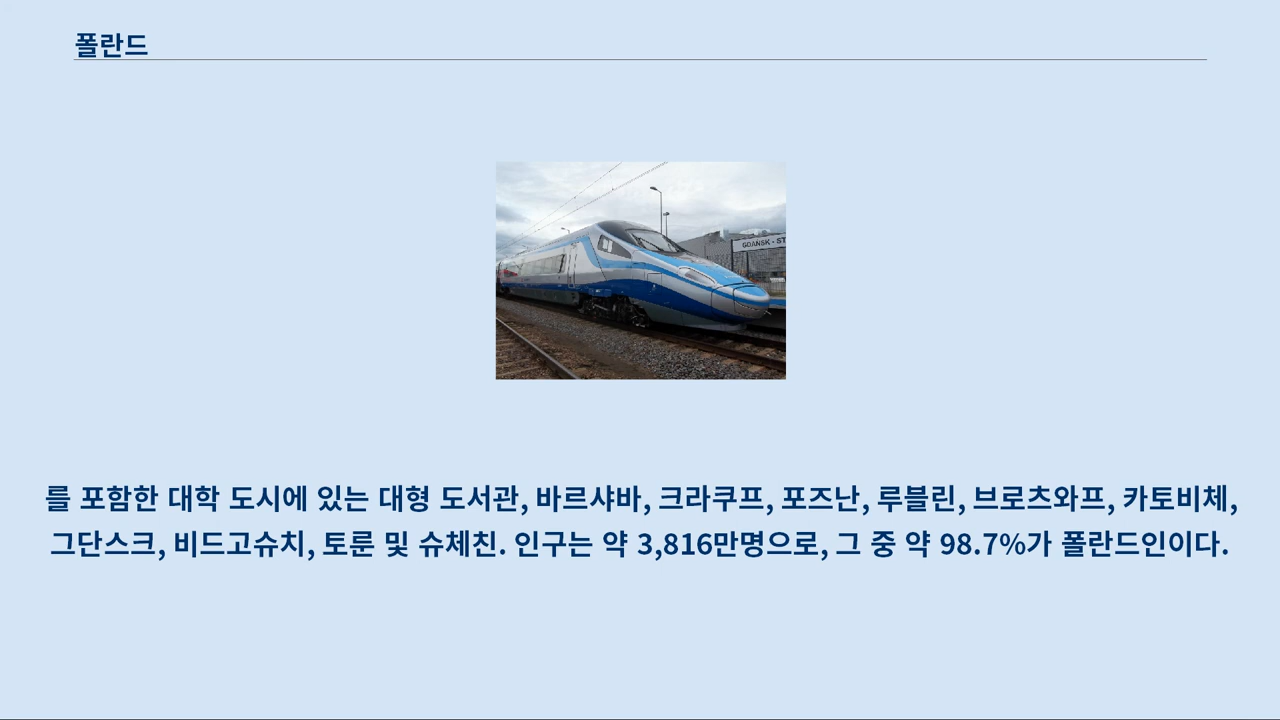 폴란드
GDAŃSK - ST
를 포함한 대학 도시에 있는 대형 도서관, 바르샤바, 크라쿠프, 포즈난, 루블린, 브로츠와프, 카토비체,
그단스크, 비드고슈치, 토룬 및 슈체친. 인구는 약 3,816만명으로, 그 중 약 98.7%가 폴란드인이다.